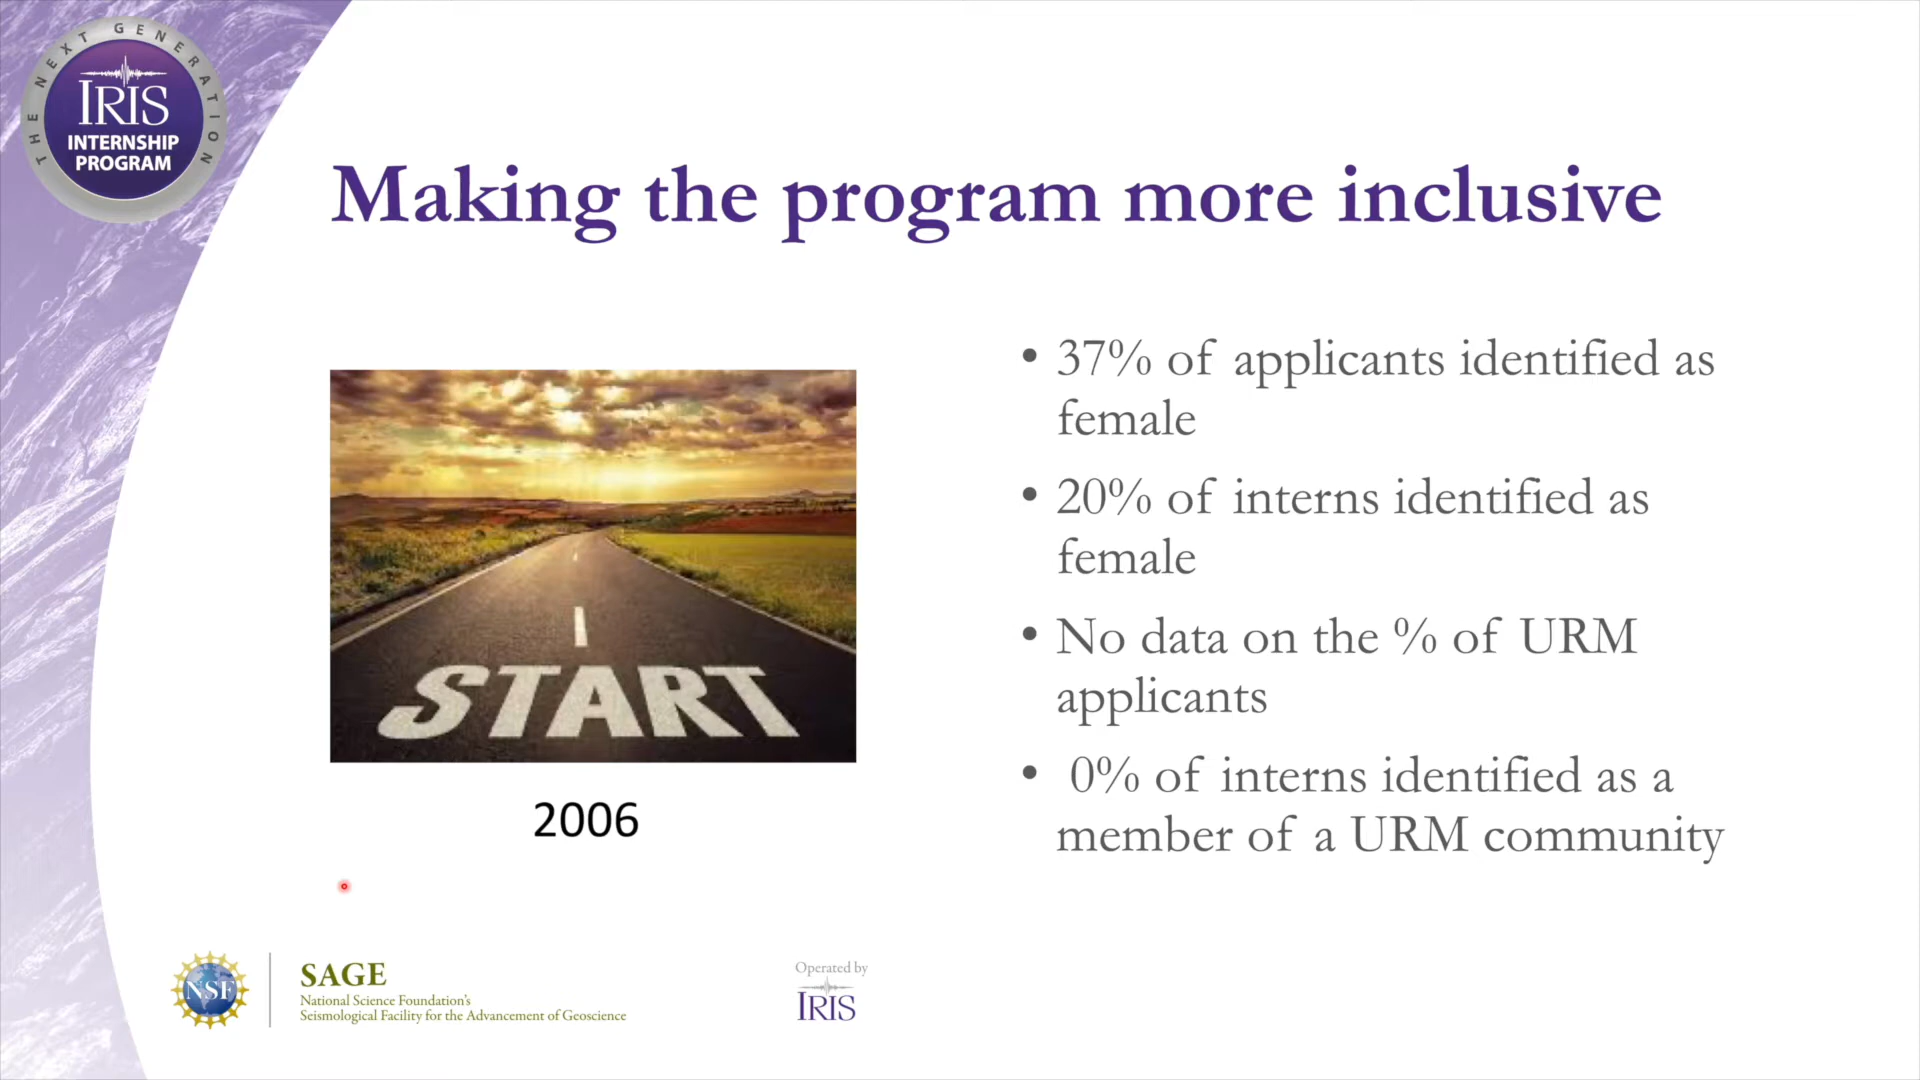 THE NEXT GENERATION
IRIS
INTERNSHIP
PROGRAM
Making the program more inclusive
START
2006
• 37% of applicants identified as
female
• 20% of interns identified as
female
• No data on the % of URM
applicants
• 0% of interns identified as a
member of a URM community
NSF
SAGE
National Science Foundation's
Seismological Facility for the Advancement of Geoscience
Operated by
IRIS